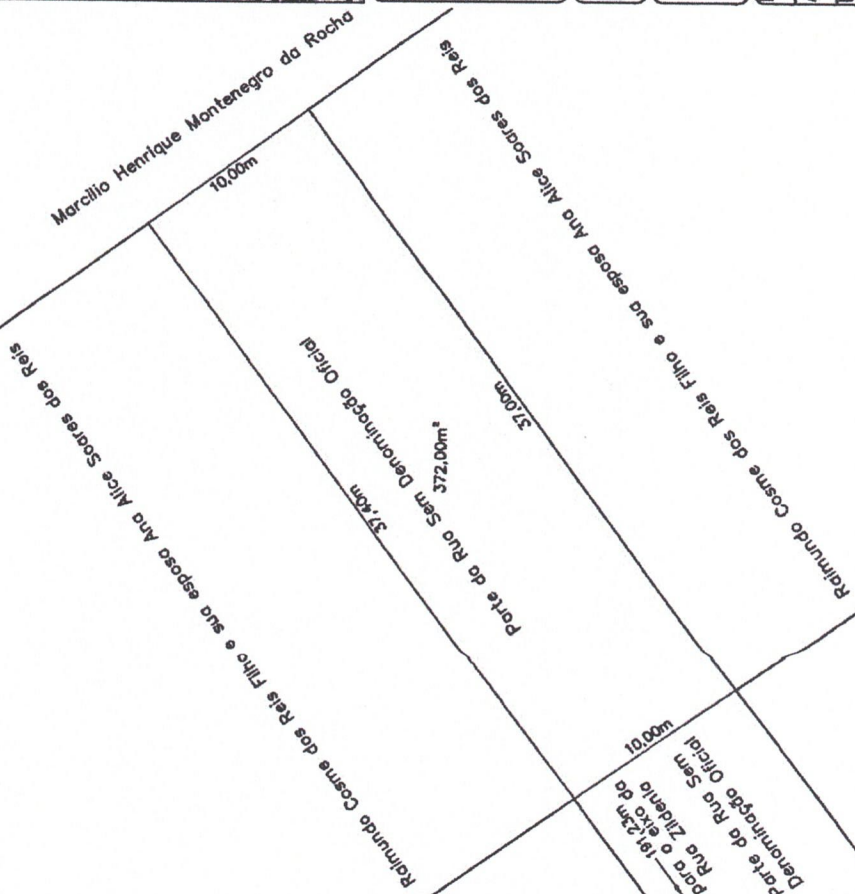 Marcílio Henrique Montenegro da Rocha
10,00m
Raimundo Cosme dos Reis Filho e sua esposa Ana Alice Soares dos Reis
Raimundo Cosme dos Reis Filho e sua esposa Ana Alice Soares dos Reis
Parte da Rua Sem Denominação Oficial
372,00m²
37,00m
37,40m
10,00m
191,23m da
para o eixo da
Rua Zildenia
Parte da Rua Sem
Denominação Oficial